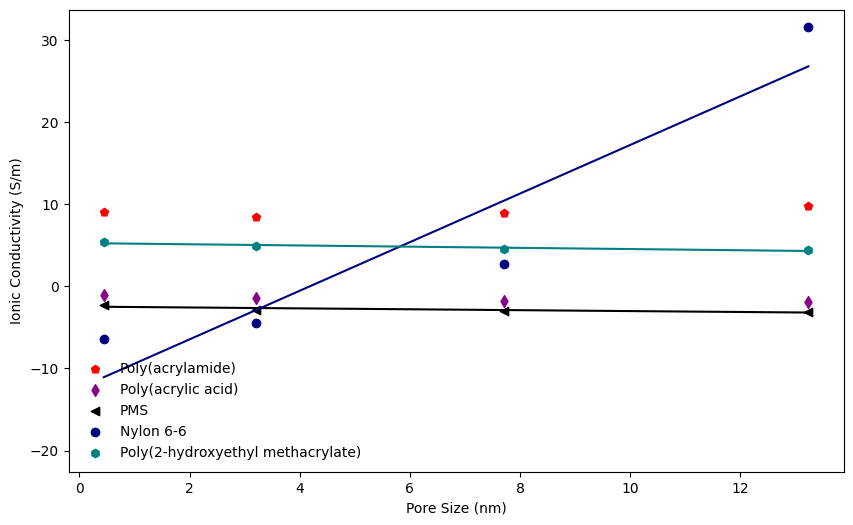 30
20
10
0
−10
−20
Ionic Conductivity (S/m)
Poly(acrylamide)
Poly(acrylic acid)
PMS
Nylon 6-6
Poly(2-hydroxyethyl methacrylate)
0 2 4 6 8 10 12
Pore Size (nm)